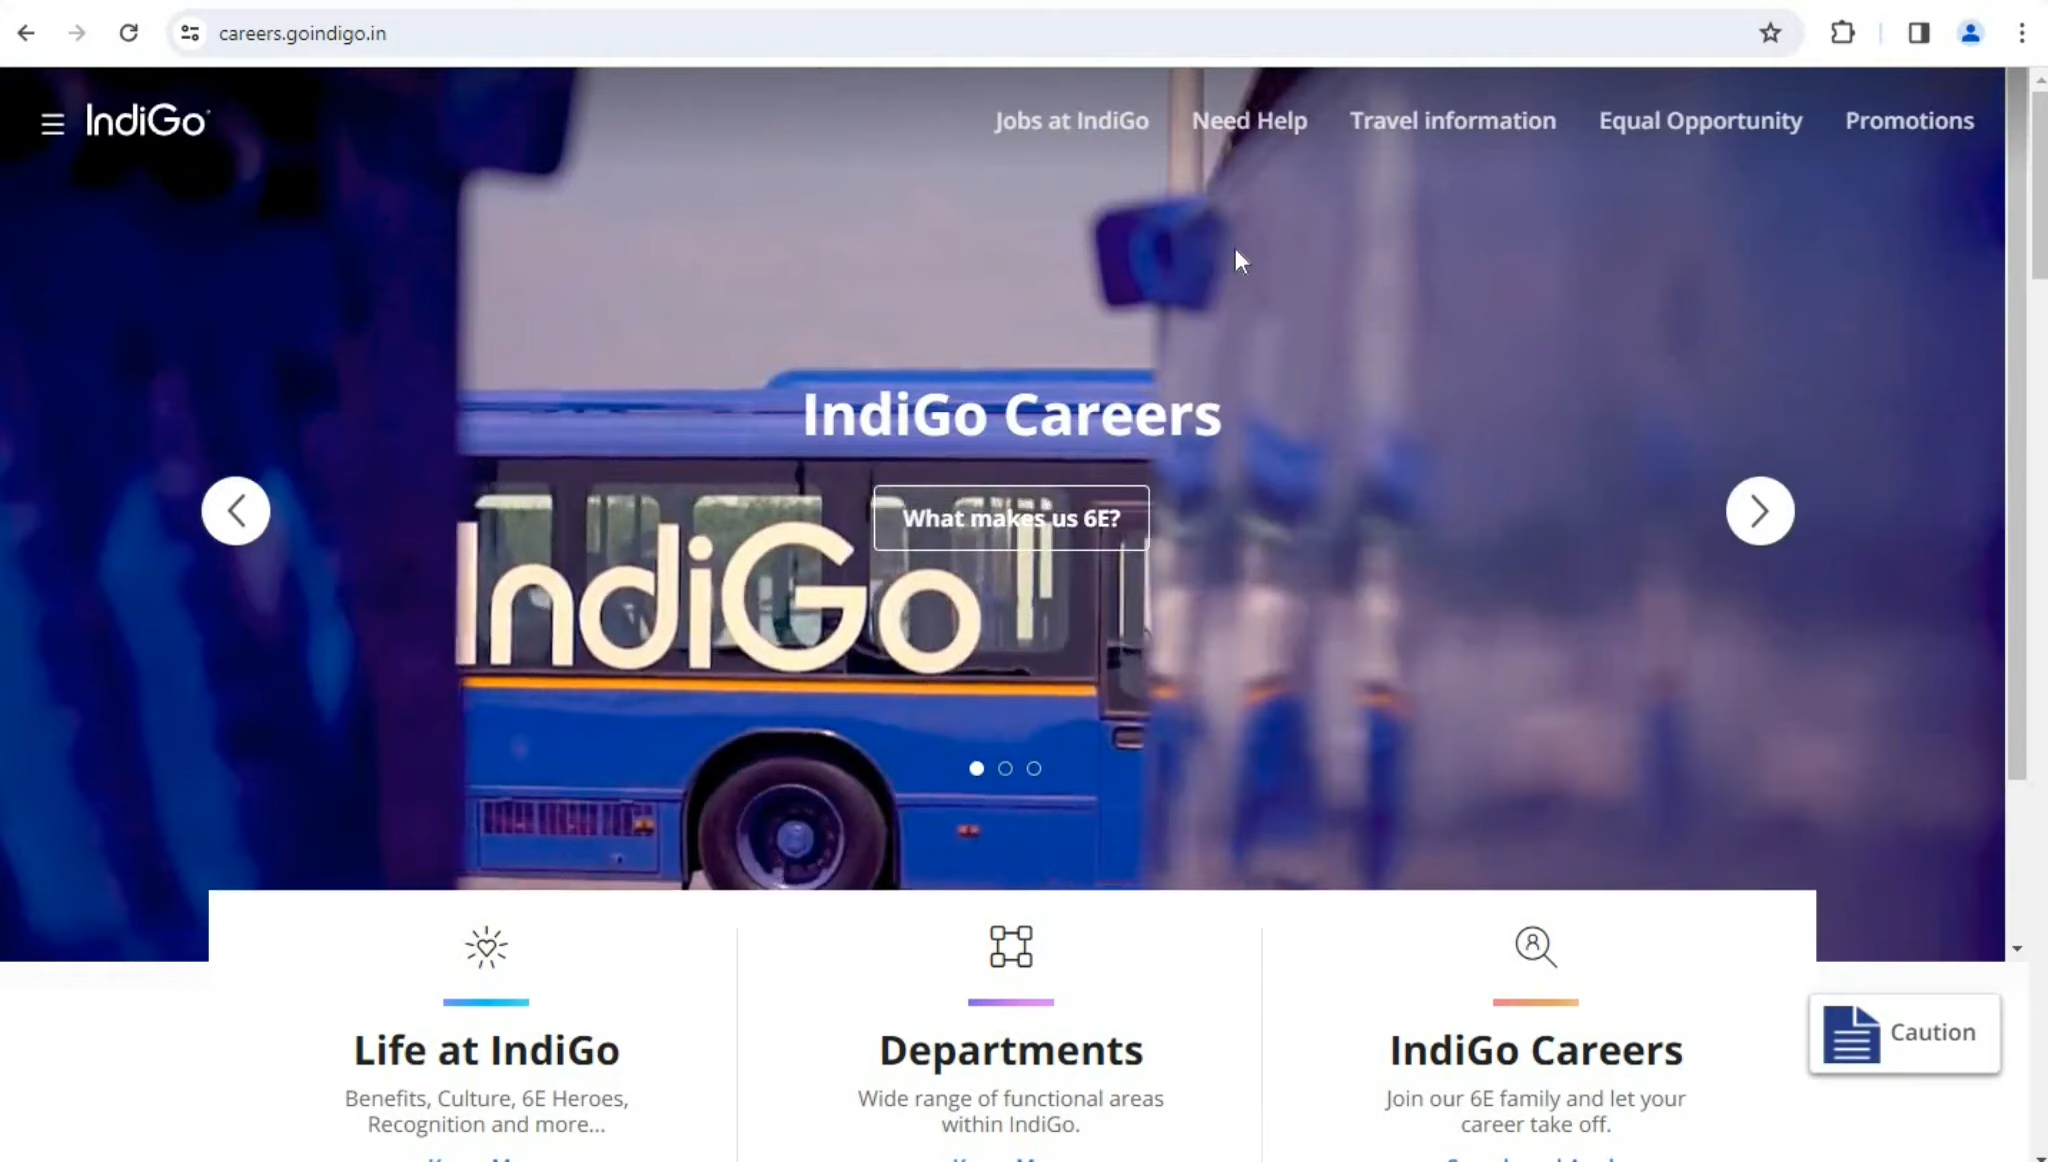 careers.goindigo.in
IndiGo
Jobs at IndiGo
Need Help
Travel information
Equal Opportunity
Promotions
IndiGo Careers
What makes us 6E?
IndiGo
Life at IndiGo
Benefits, Culture, 6E Heroes,
Recognition and more...
Departments
Wide range of functional areas
within IndiGo.
IndiGo Careers
Join our 6E family and let your
career take off.
Caution